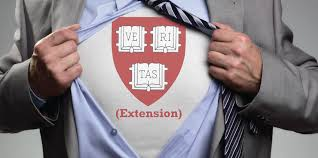 VE RI
TAS
(Extension)